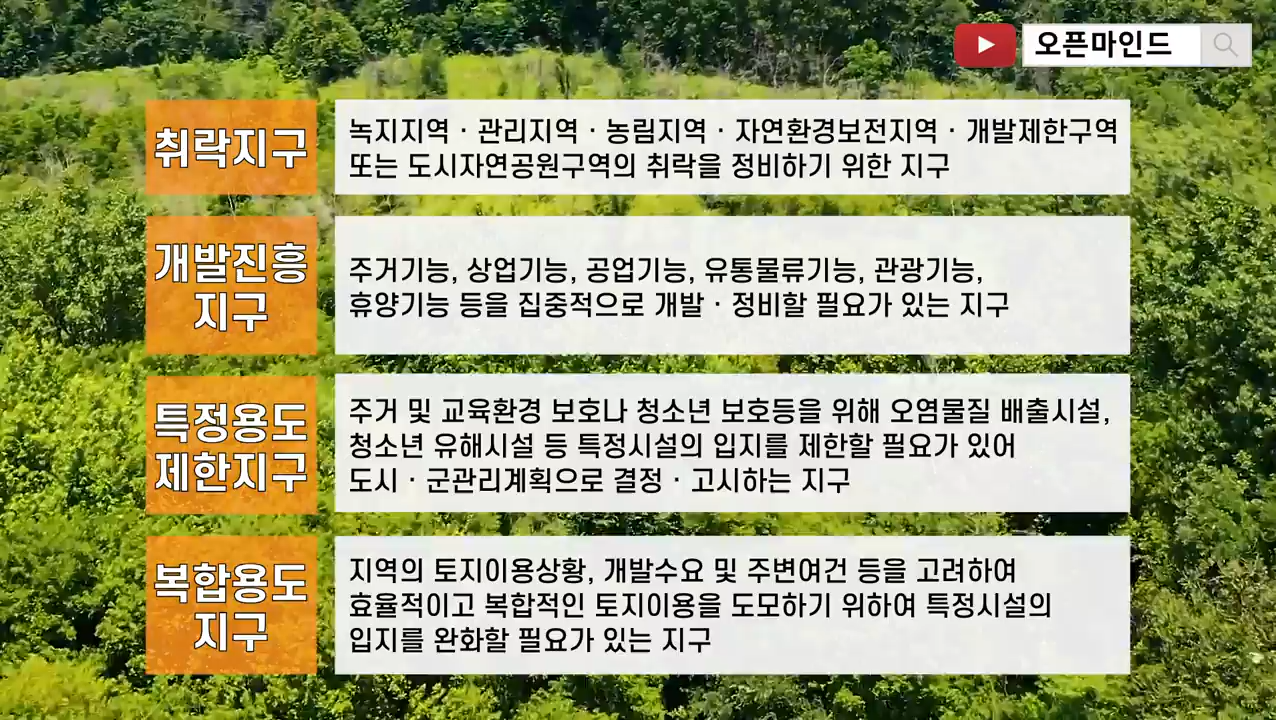 오픈마인드
취락지구
녹지지역 · 관리지역 · 농림지역 · 자연환경보전지역 · 개발제한구역
또는 도시자연공원구역의 취락을 정비하기 위한 지구
개발진흥
지구
주거기능, 상업기능, 공업기능, 유통물류기능, 관광기능,
휴양기능 등을 집중적으로 개발 · 정비할 필요가 있는 지구
특정용도
제한지구
주거 및 교육환경 보호나 청소년 보호등을 위해 오염물질 배출시설,
청소년 유해시설 등 특정시설의 입지를 제한할 필요가 있어
도시 · 군관리계획으로 결정 · 고시하는 지구
복합용도
지구
지역의 토지이용상황, 개발수요 및 주변여건 등을 고려하여
효율적이고 복합적인 토지이용을 도모하기 위하여 특정시설의
입지를 완화할 필요가 있는 지구